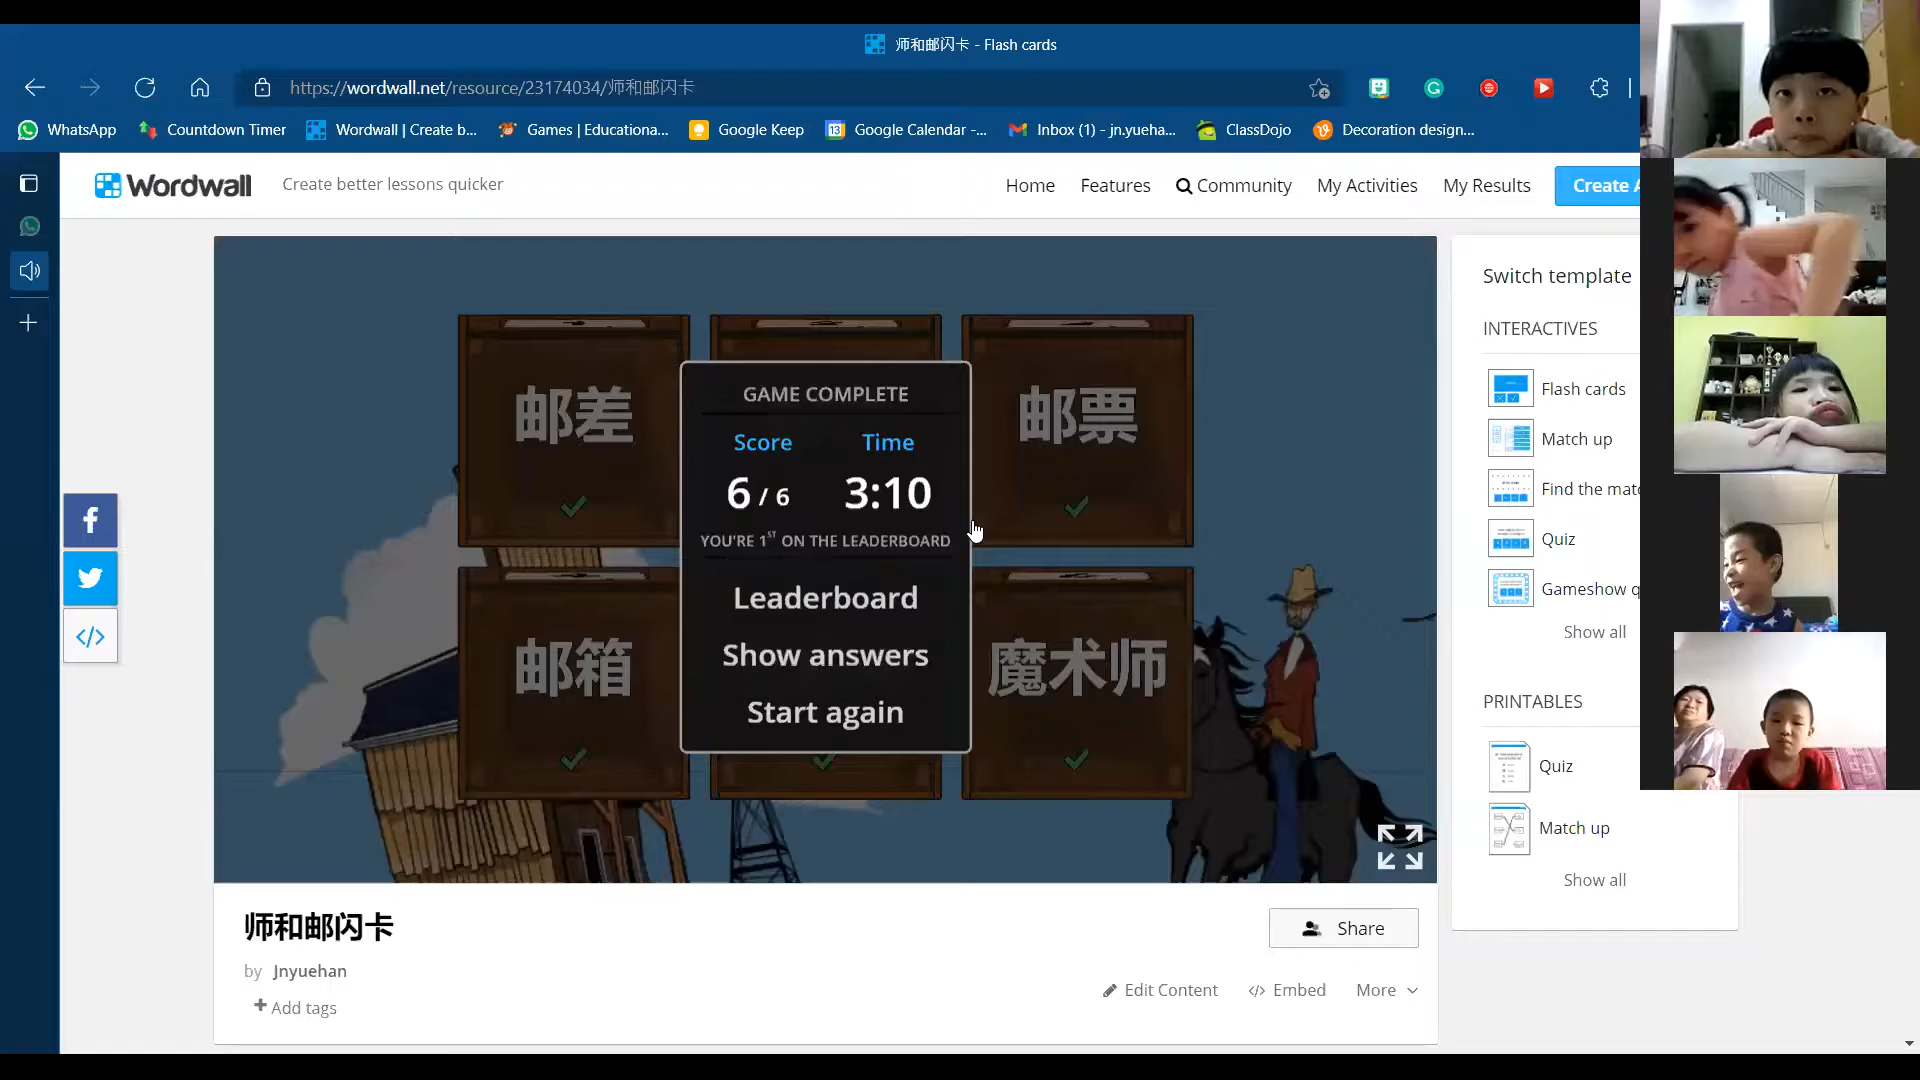 师和邮闪卡 - Flash cards
https://wordwall.net/resource/23174034/师和邮闪卡
WhatsApp
Countdown Timer
Wordwall | Create b...
Games | Educationa...
Google Keep
Google Calendar -...
Inbox (1) - jn.yueha...
ClassDojo
Decoration design...
Wordwall
Create better lessons quicker
Home
Features
Community
My Activities
My Results
Create A
邮差
邮票
邮箱
魔术师
GAME COMPLETE
Score Time
6 / 6 3:10
YOU'RE 1ST ON THE LEADERBOARD
Leaderboard
Show answers
Start again
Switch template
INTERACTIVES
Flash cards
Match up
Find the matc
Quiz
Gameshow q
Show all
PRINTABLES
Quiz
Match up
Show all
师和邮闪卡
Share
by Jnyuehan
+ Add tags
Edit Content
Embed
More